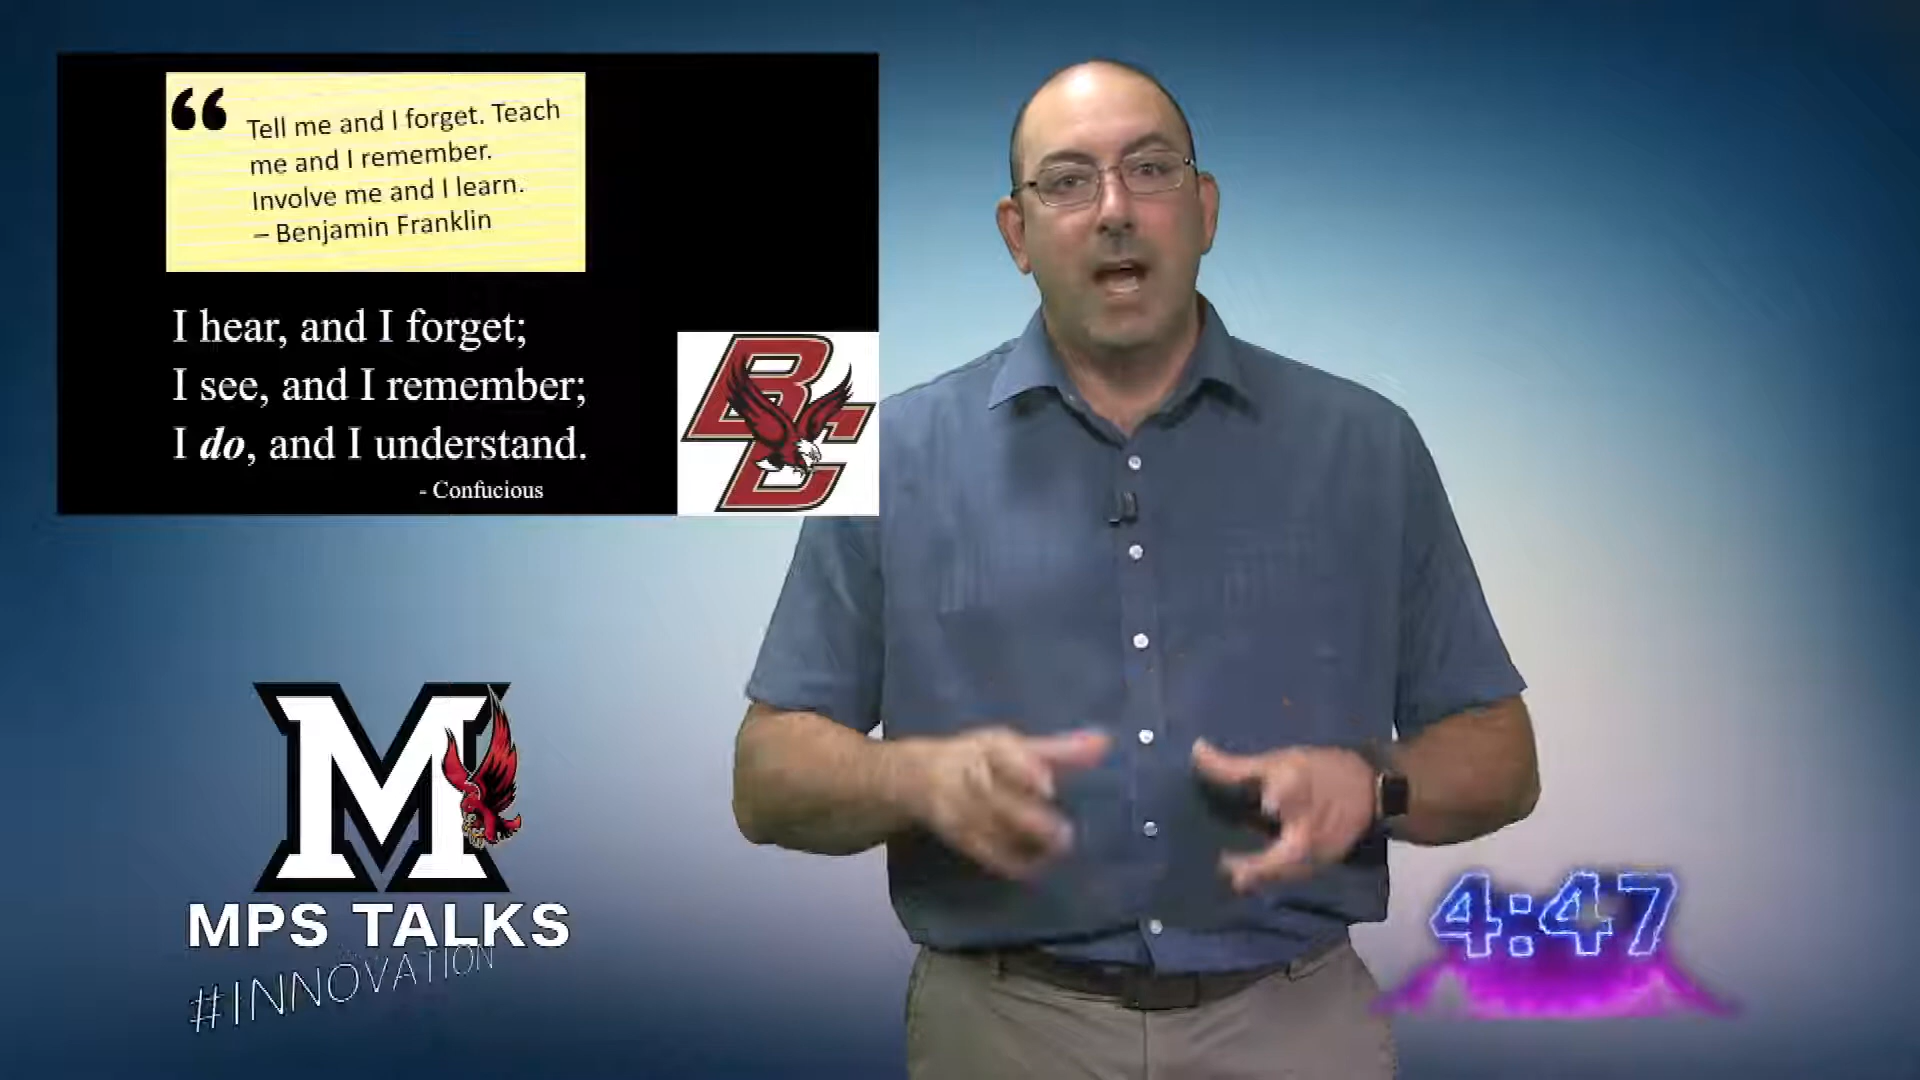 “ Tell me and I forget. Teach
me and I remember.
Involve me and I learn.
– Benjamin Franklin
I hear, and I forget;
I see, and I remember;
I do, and I understand.
- Confucious
BC
M
MPS TALKS
#INNOVATION
4:47